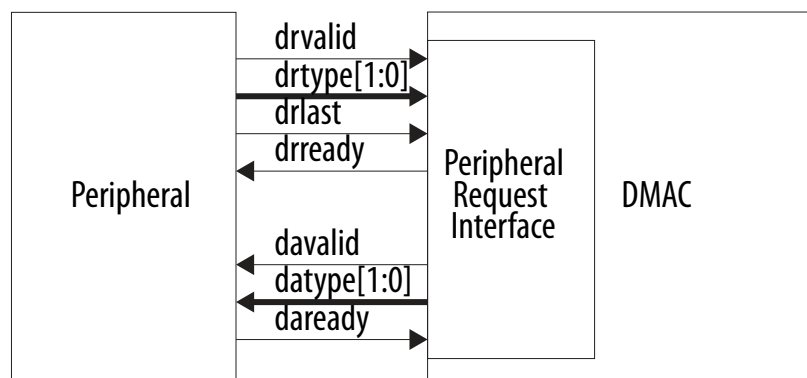 drvalid
drtype[1:0]
drlast
drready
Peripheral
Peripheral
Request
Interface
DMAC
davalid
datype[1:0]
daready